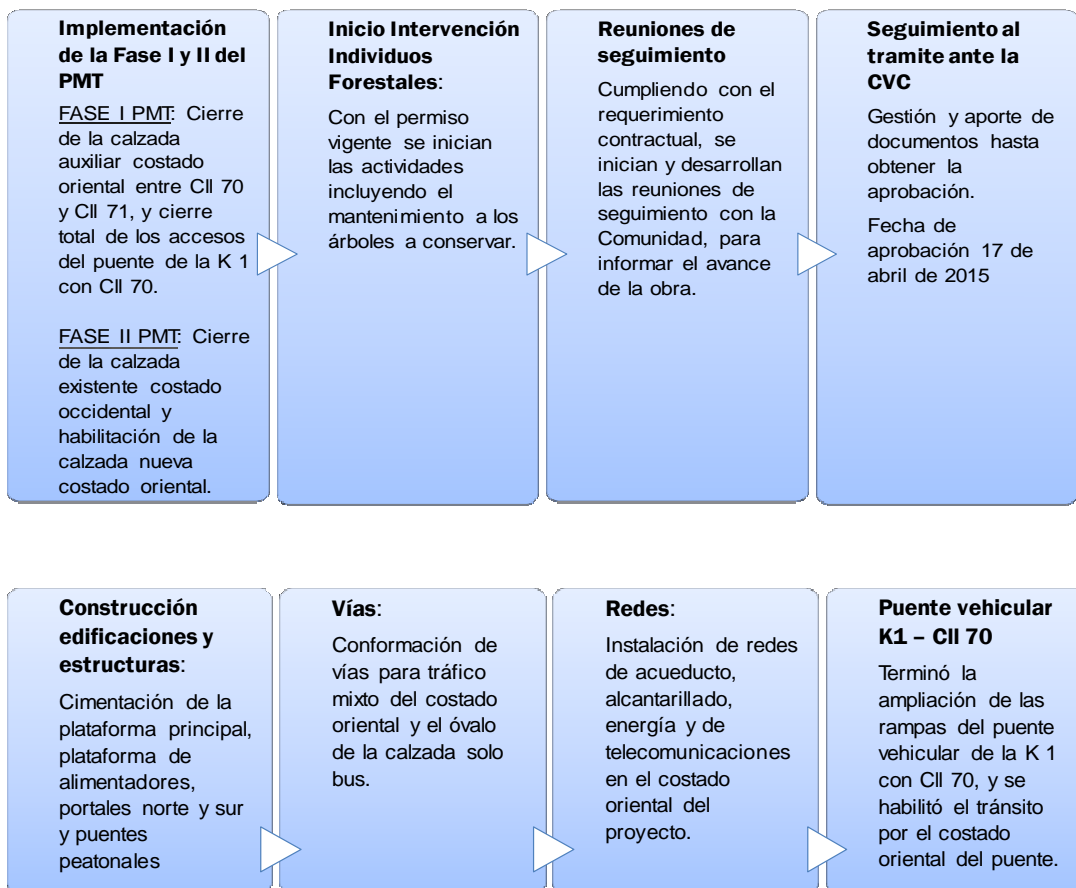 Implementación
de la Fase I y II del
PMT
FASE I PMT: Cierre
de la calzada
auxiliar costado
oriental entre Cll 70
y Cll 71, y cierre
total de los accesos
del puente de la K 1
con Cll 70.
FASE II PMT: Cierre
de la calzada
existente costado
occidental y
habilitación de la
calzada nueva
costado oriental.
Inicio Intervención
Individuos
Forestales:
Con el permiso
vigente se inician
las actividades
incluyendo el
mantenimiento a los
árboles a conservar.
Reuniones de
seguimiento
Cumpliendo con el
requerimiento
contractual, se
inician y desarrollan
las reuniones de
seguimiento con la
Comunidad, para
informar el avance
de la obra.
Seguimiento al
tramite ante la
CVC
Gestión y aporte de
documentos hasta
obtener la
aprobación.
Fecha de
aprobación 17 de
abril de 2015
Construcción
edificaciones y
estructuras:
Cimentación de la
plataforma principal,
plataforma de
alimentadores,
portales norte y sur
y puentes
peatonales
Vías:
Conformación de
vías para tráfico
mixto del costado
oriental y el óvalo
de la calzada solo
bus.
Redes:
Instalación de redes
de acueducto,
alcantarillado,
energía y de
telecomunicaciones
en el costado
oriental del
proyecto.
Puente vehicular
K1 – Cll 70
Terminó la
ampliación de las
rampas del puente
vehicular de la K 1
con Cll 70, y se
habilitó el tránsito
por el costado
oriental del puente.